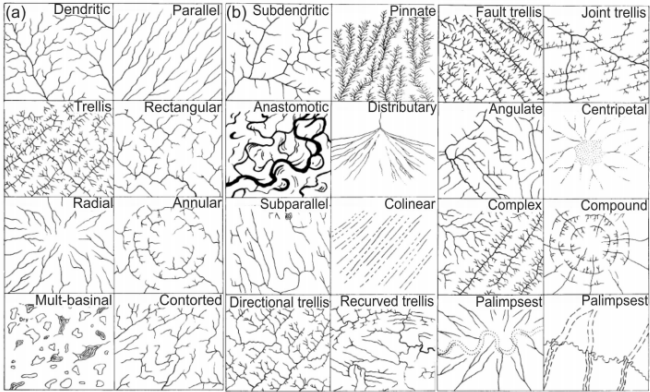 (a) Dendritic Parallel (b) Subdendritic Pinnate Fault trellis Joint trellis
Trellis Rectangular Anastomotic Distributary Angulate Centripetal
Radial Annular Subparallel Colinear Complex Compound
Mult-basinal Contorted Directional trellis Recurved trellis Palimpsest Palimpsest